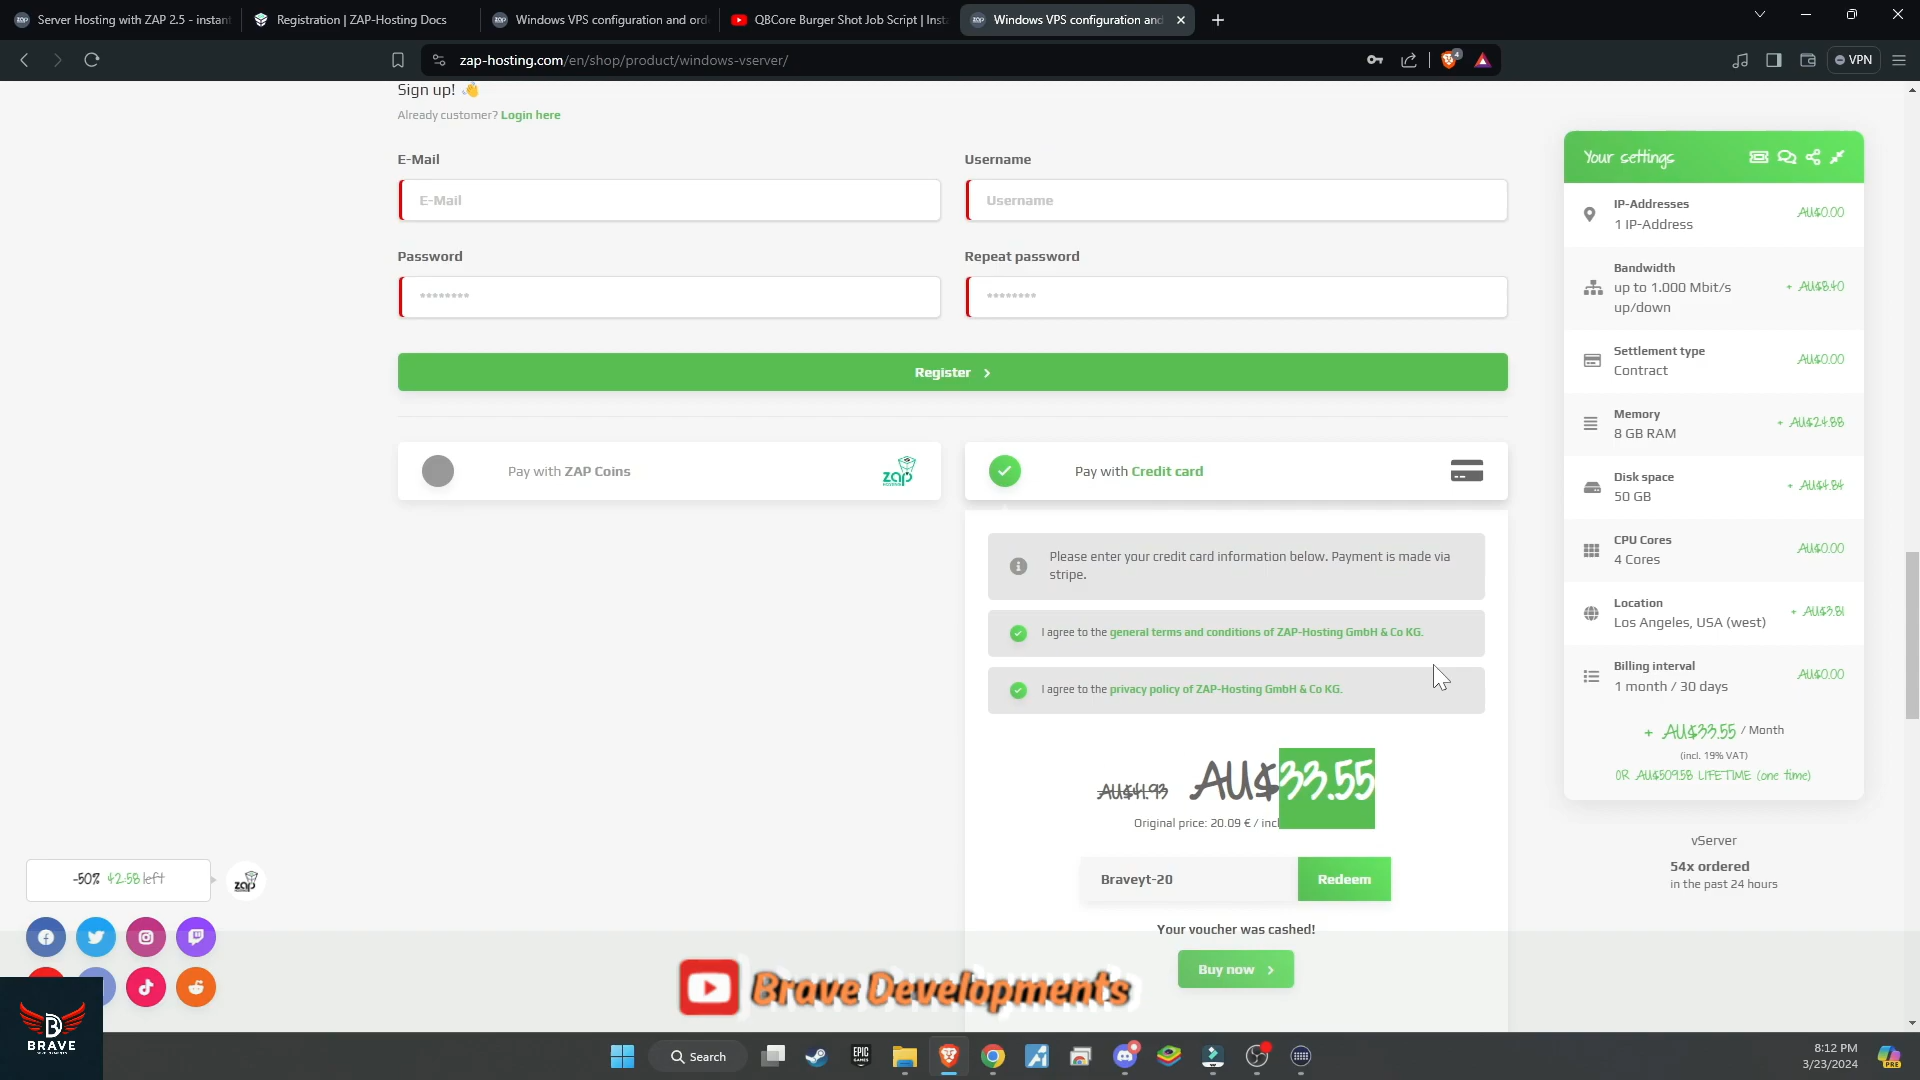 Server Hosting with ZAP 2.5 - instant
Registration | ZAP-Hosting Docs
Windows VPS configuration and ord
QBCore Burger Shot Job Script | Inst
Windows VPS configuration and
zap-hosting.com/en/shop/product/windows-vserver/
4
VPN
Sign up! 👋
Already customer? Login here
E-Mail
Username
E-Mail
Username
Password
Repeat password
********
********
Register
Pay with ZAP Coins
zap
Pay with Credit card
Please enter your credit card information below. Payment is made via
stripe.
I agree to the general terms and conditions of ZAP-Hosting GmbH & Co KG.
I agree to the privacy policy of ZAP-Hosting GmbH & Co KG.
AU$41.93 AU$33.55
Original price: 20.09 € / incl
Braveyt-20
Redeem
Your voucher was cashed!
Buy now
Your settings
IP-Addresses
1 IP-Address
AU$0.00
Bandwidth
up to 1.000 Mbit/s
up/down
+ AU$8.40
Settlement type
Contract
AU$0.00
Memory
8 GB RAM
+ AU$24.88
Disk space
50 GB
+ AU$4.84
CPU Cores
4 Cores
AU$0.00
Location
Los Angeles, USA (west)
+ AU$3.81
Billing interval
1 month / 30 days
AU$0.00
+ AU$33.55 / Month
(incl. 19% VAT)
OR AU$509.58 LIFETIME (one time)
vServer
54x ordered
in the past 24 hours
-50% 42:58 left
zap
Brave Developments
B
BRAVE
Search
EPIC
GAMES
8:12 PM
3/23/2024
PRE